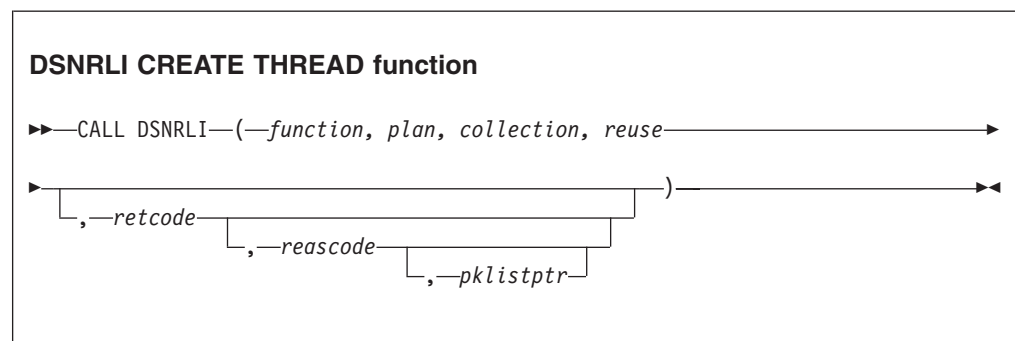 DSNRLI CREATE THREAD function
CALL DSNRLI ( function, plan, collection, reuse
)
, retcode
, reascode
, pklistptr